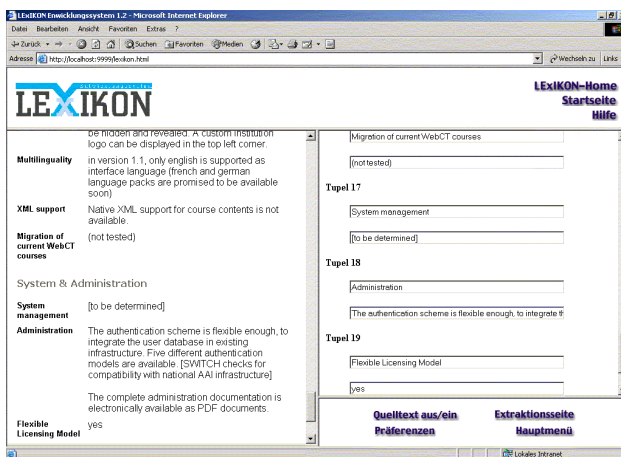 LExIKON Enwicklungssystem 1.2 - Microsoft Internet Explorer
Datei Bearbeiten Ansicht Favoriten Extras ?
Zurück Suchen Favoriten Medien
Adresse http://localhost:9999/lexikon.html Wechseln zu Links
LEXIKON
LExIKON-Home
Startseite
Hilfe
be hidden and revealed. A custom institution
logo can be displayed in the top left corner.
Multilinguality in version 1.1, only english is supported as
interface language (french and german
language packs are promised to be available
soon)
XML support Native XML support for course contents is not
available.
Migration of (not tested)
current WebCT
courses
System & Administration
System [to be determined]
management
Administration The authentication scheme is flexible enough, to
integrate the user database in existing
infrastructure. Five different authentication
models are available. [SWITCH checks for
compatibility with national AAI infrastructure]
The complete administration documentation is
electronically available as PDF documents.
Flexible yes
Licensing Model
Migration of current WebCT courses
(not tested)
Tupel 17
System management
[to be determined]
Tupel 18
Administration
The authentication scheme is flexible enough, to integrate th
Tupel 19
Flexible Licensing Model
yes
Quelltext aus/ein Extraktionsseite
Präferenzen Hauptmenü
Lokales Intranet